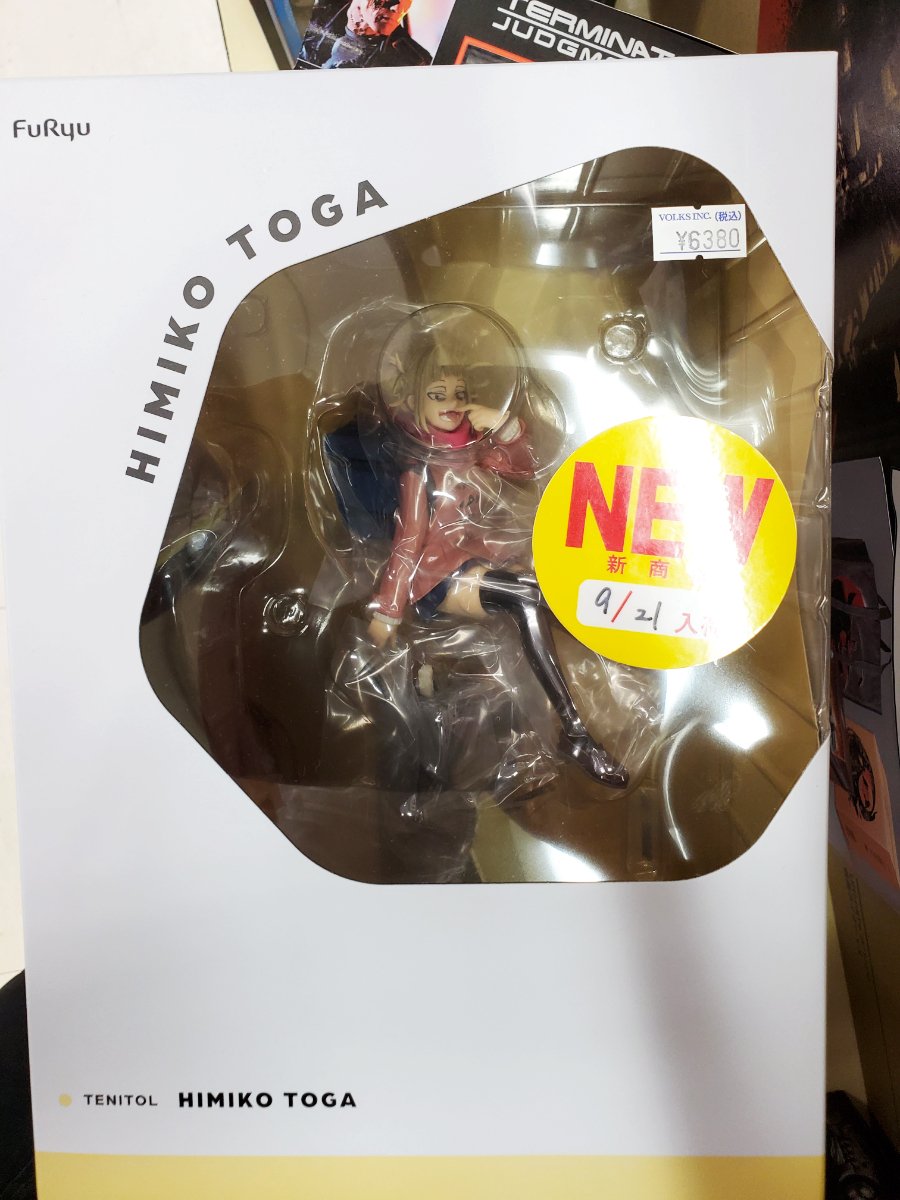 TERMINAT
JUDGM
FuRyu
HIMIKO TOGA
VOLKS INC. (税込)
¥6380
NEW
新商
9/21 入
TENITOL HIMIKO TOGA